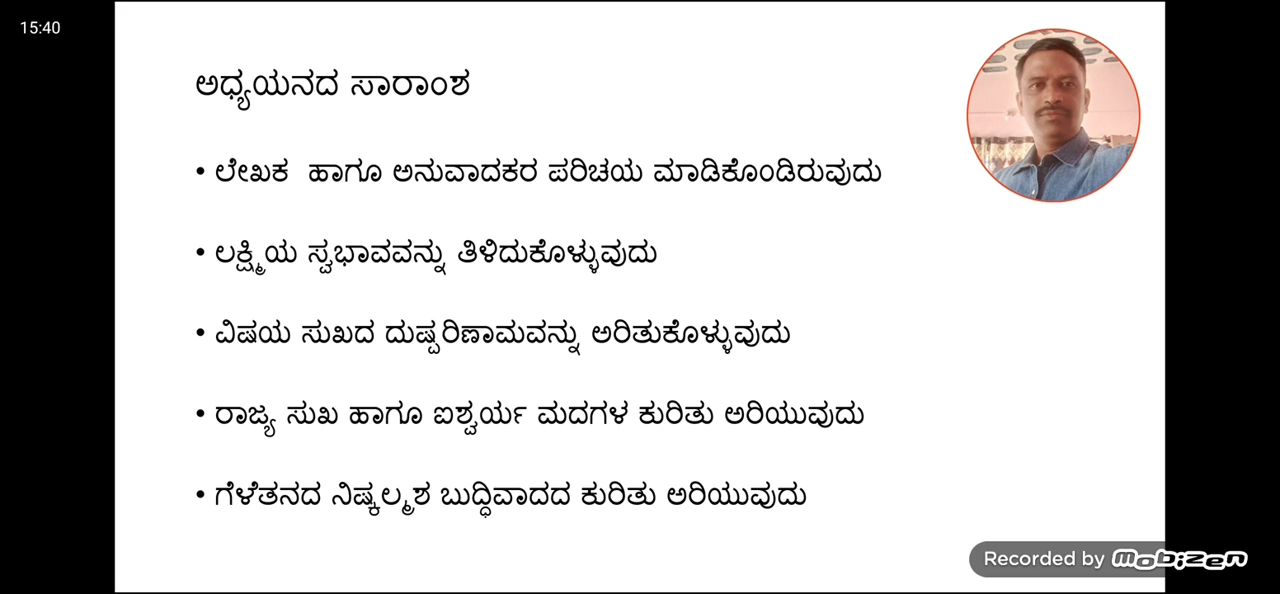 15:40
ಅಧ್ಯಯನದ ಸಾರಾಂಶ
• ಲೇಖಕ ಹಾಗೂ ಅನುವಾದಕರ ಪರಿಚಯ ಮಾಡಿಕೊಂಡಿರುವುದು
• ಲಕ್ಷ್ಮಿಯ ಸ್ವಭಾವವನ್ನು ತಿಳಿದುಕೊಳ್ಳುವುದು
• ವಿಷಯ ಸುಖದ ದುಷ್ಪರಿಣಾಮವನ್ನು ಅರಿತುಕೊಳ್ಳುವುದು
• ರಾಜ್ಯ ಸುಖ ಹಾಗೂ ಐಶ್ವರ್ಯ ಮದಗಳ ಕುರಿತು ಅರಿಯುವುದು
• ಗೆಳೆತನದ ನಿಷ್ಕಲ್ಮಶ ಬುದ್ಧಿವಾದದ ಕುರಿತು ಅರಿಯುವುದು
Recorded by Mobizen